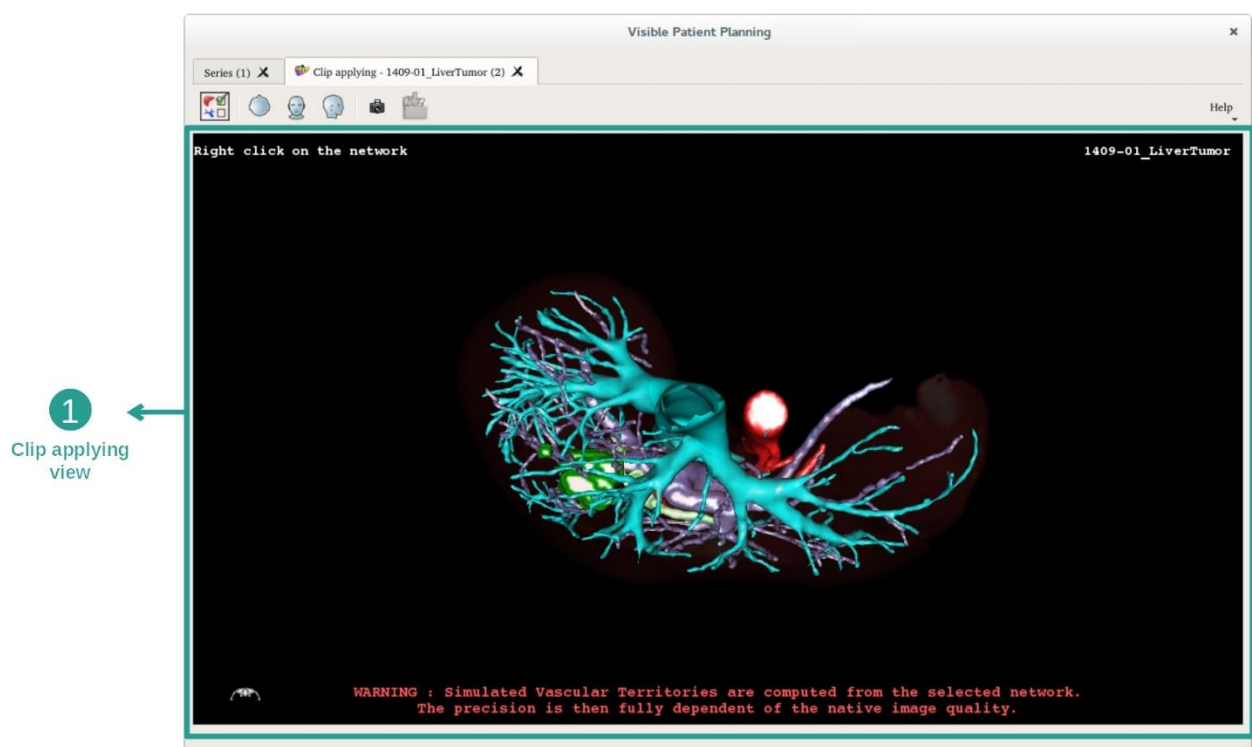 Visible Patient Planning
Series (1)
Clip applying - 1409-01_LiverTumor (2)
Help
Right click on the network
1409-01_LiverTumor
1
Clip applying
view
WARNING : Simulated Vascular Territories are computed from the selected network.
The precision is then fully dependent of the native image quality.